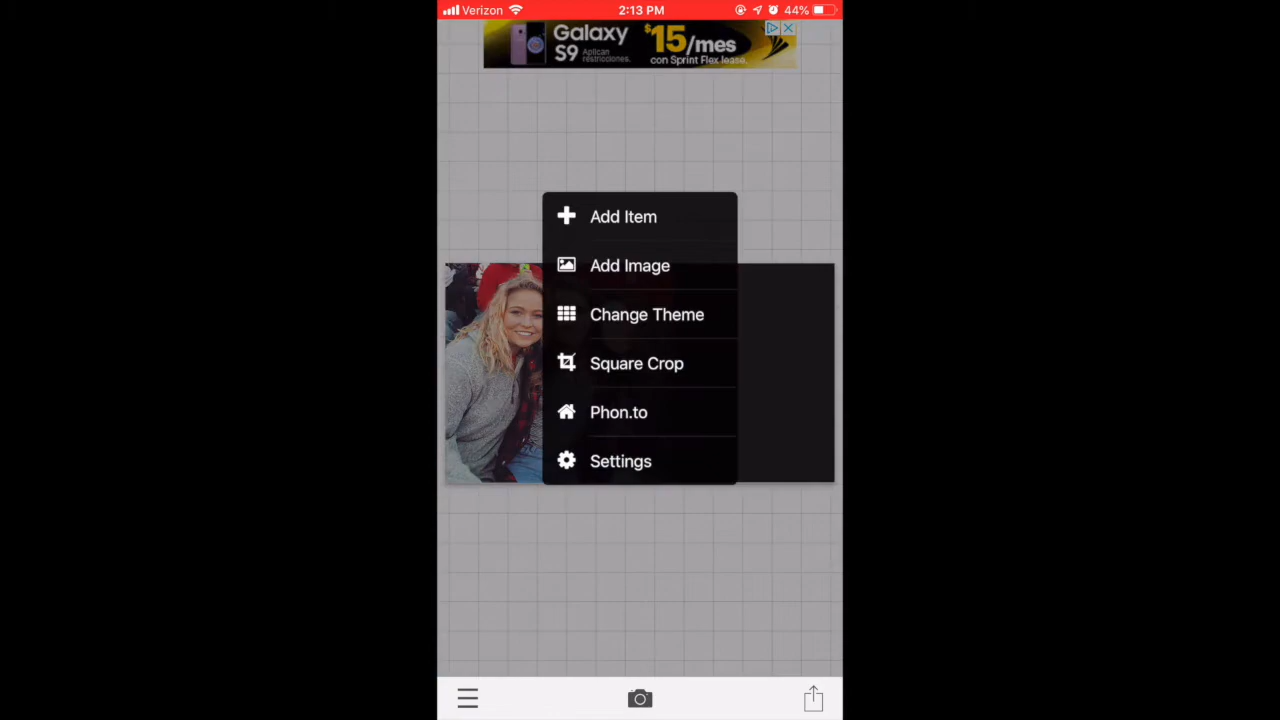 Verizon 2:13 PM 44%
Galaxy S9
Aplican restricciones.
$15/mes
con Sprint Flex lease.
Add Item
Add Image
Change Theme
Square Crop
Phon.to
Settings